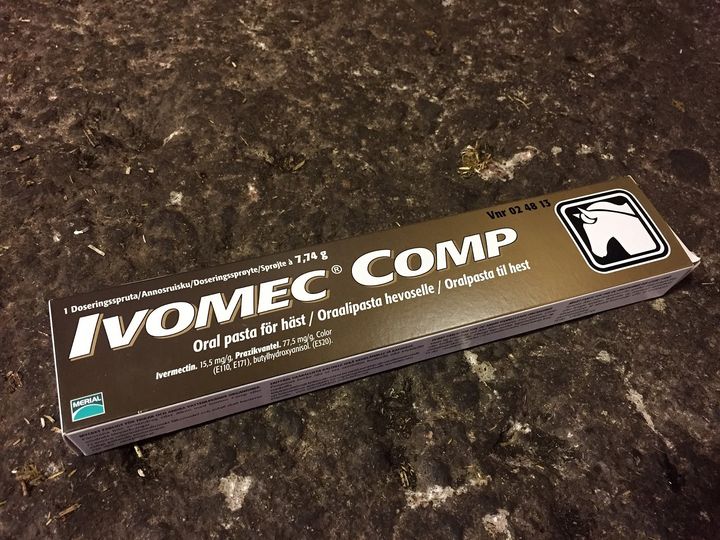 1 Doseringsspruta/Annosruisku/Doseringssprøyte/Sprøjte à 7,74 g
Vnr 02 48 13
IVOMEC® COMP
Oral pasta för häst / Oraalipasta hevoselle / Oralpasta til hest
Ivermectin. 15,5 mg/g, Prazikvantel. 77,5 mg/g, Color
(E110, E171), butylhydroxyanisol. (E320).
MERIAL